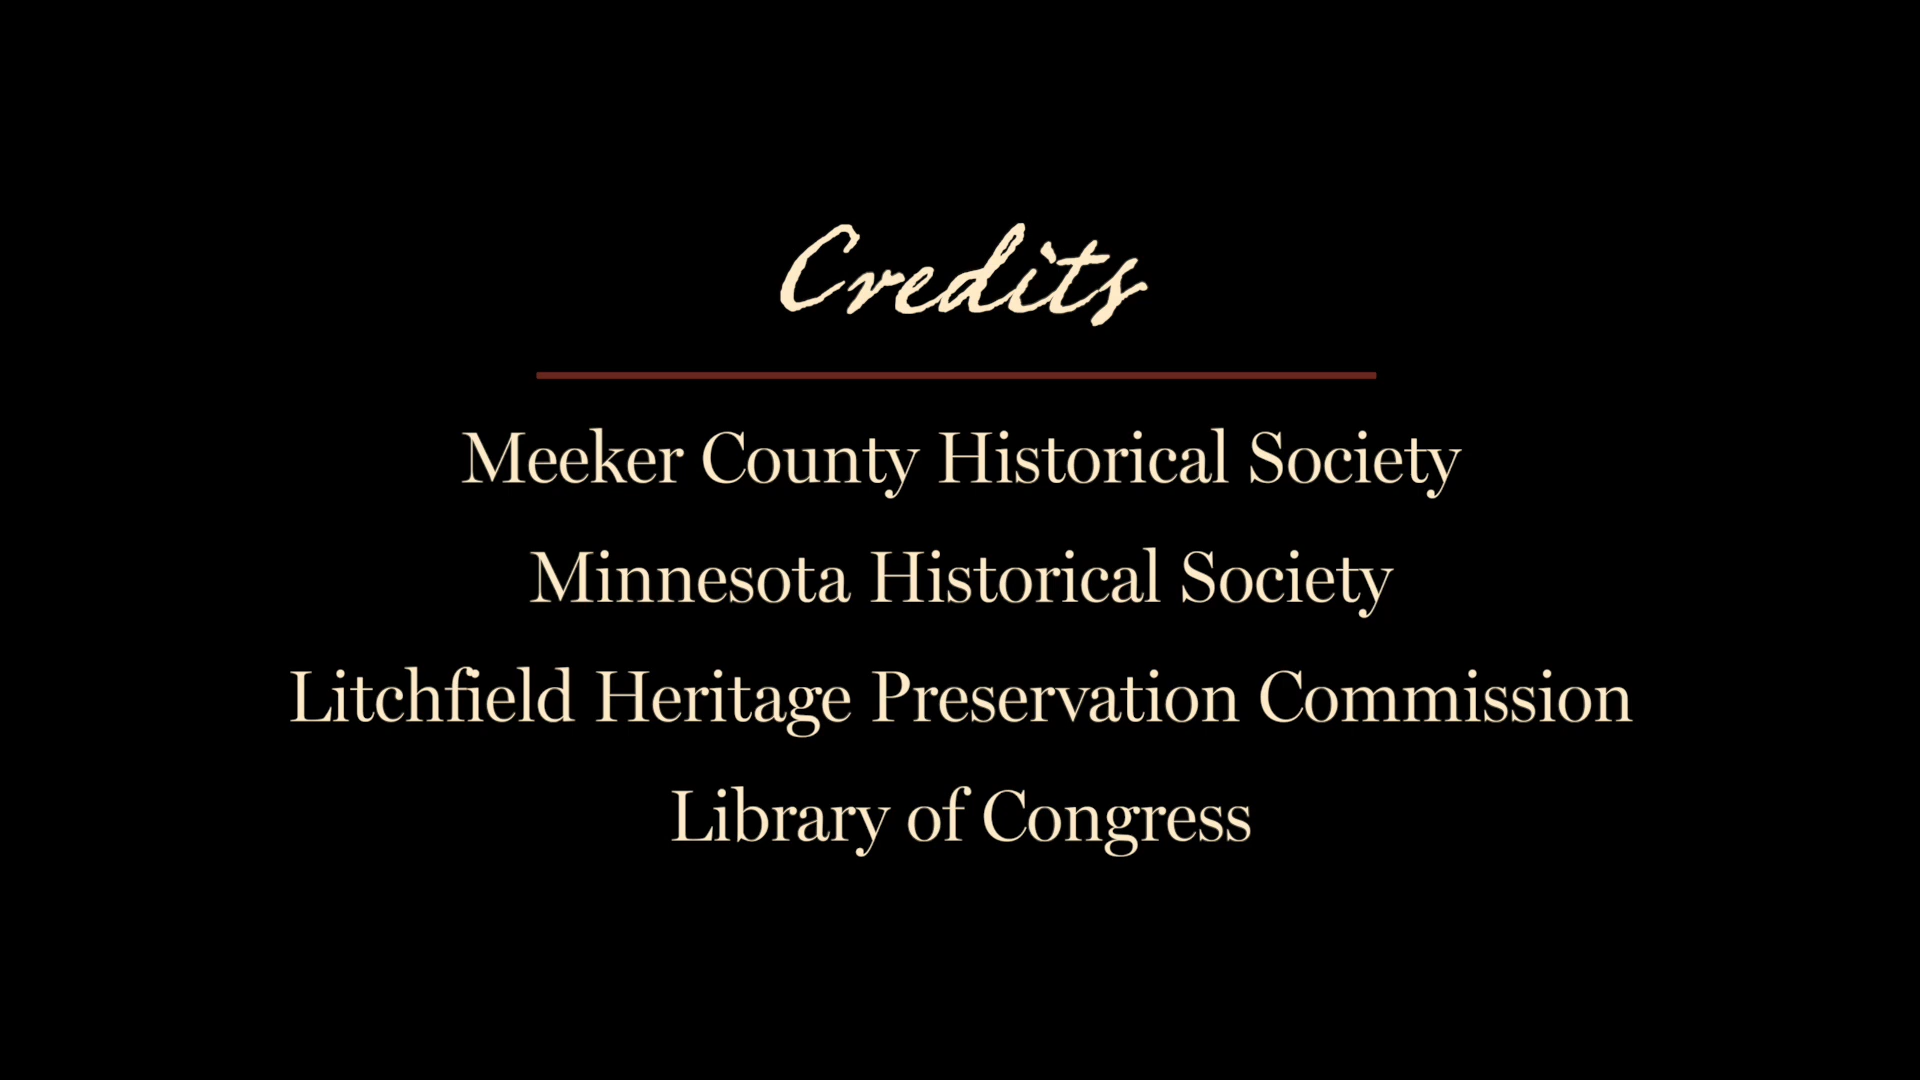 Credits
Meeker County Historical Society
Minnesota Historical Society
Litchfield Heritage Preservation Commission
Library of Congress